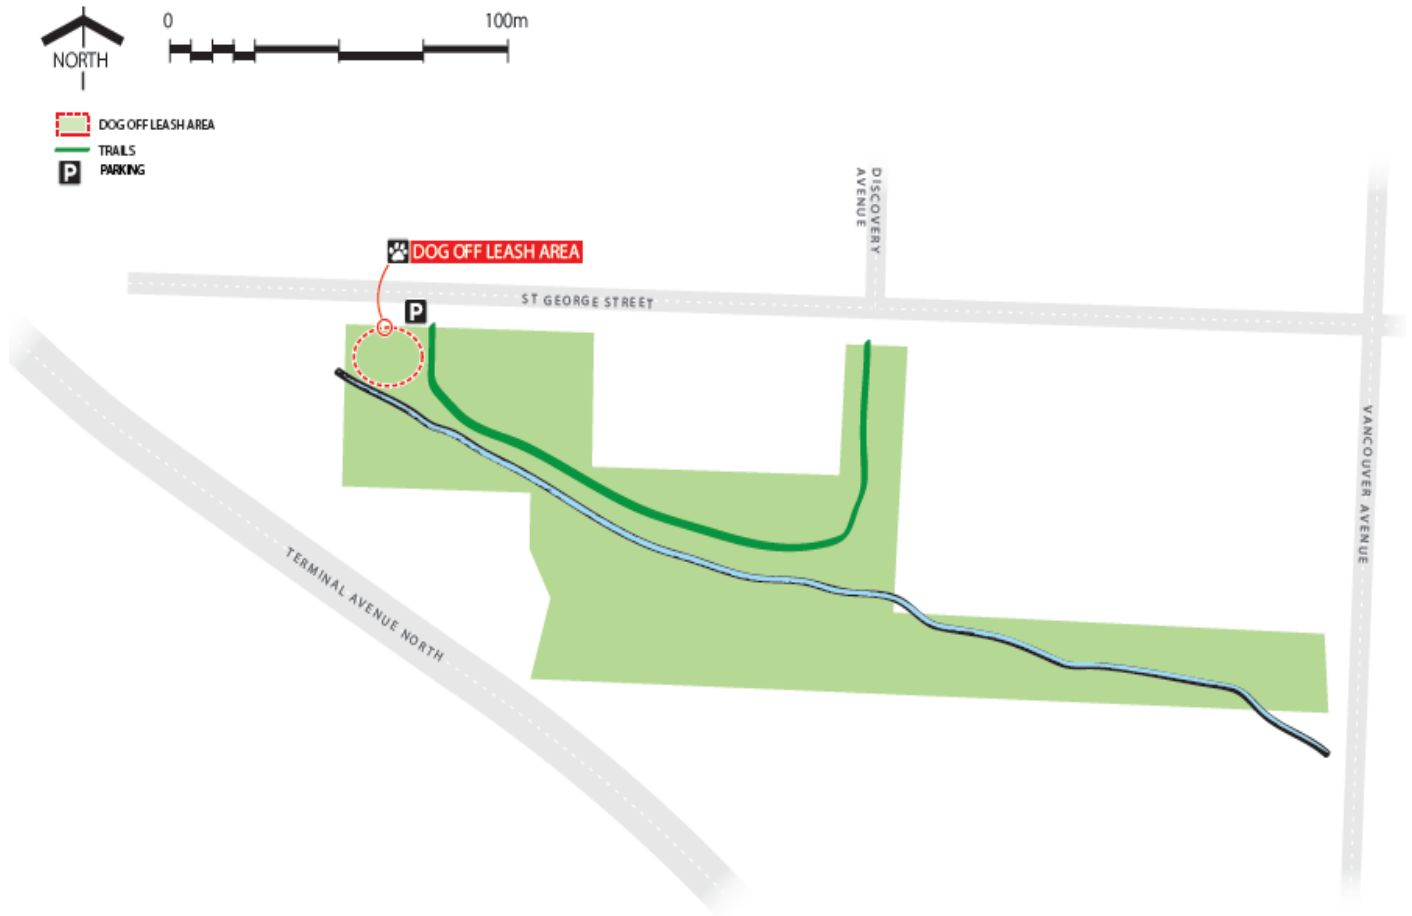 0 100m
NORTH
DOG OFF LEASH AREA
TRAILS
P PARKING
DISCOVERY
AVENUE
DOG OFF LEASH AREA
P
ST GEORGE STREET
VANCOUVER AVENUE
TERMINAL AVENUE NORTH